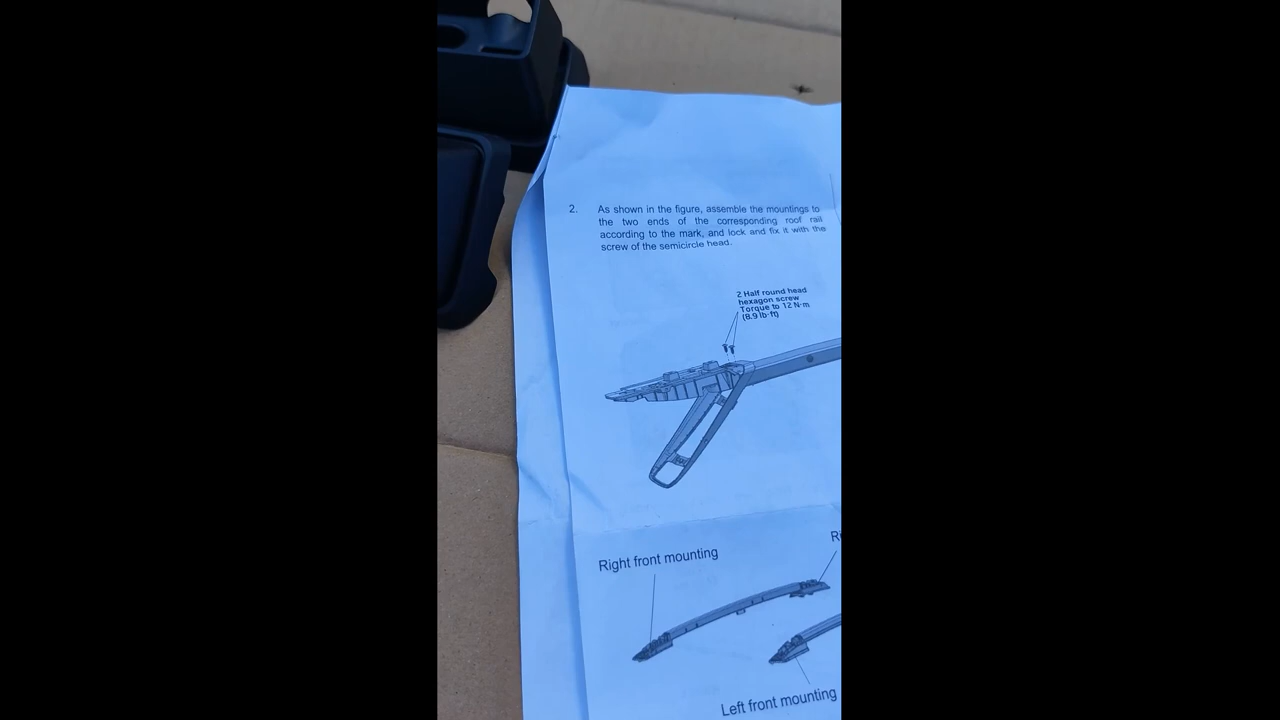 2. As shown in the figure, assemble the mountings to
the two ends of the corresponding roof rail
according to the mark, and lock and fix it with the
screw of the semicircle head.
2 Half round head
hexagon screw
Torque to 12 N·m
(8.9 lb·ft)
Right front mounting
Left front mounting